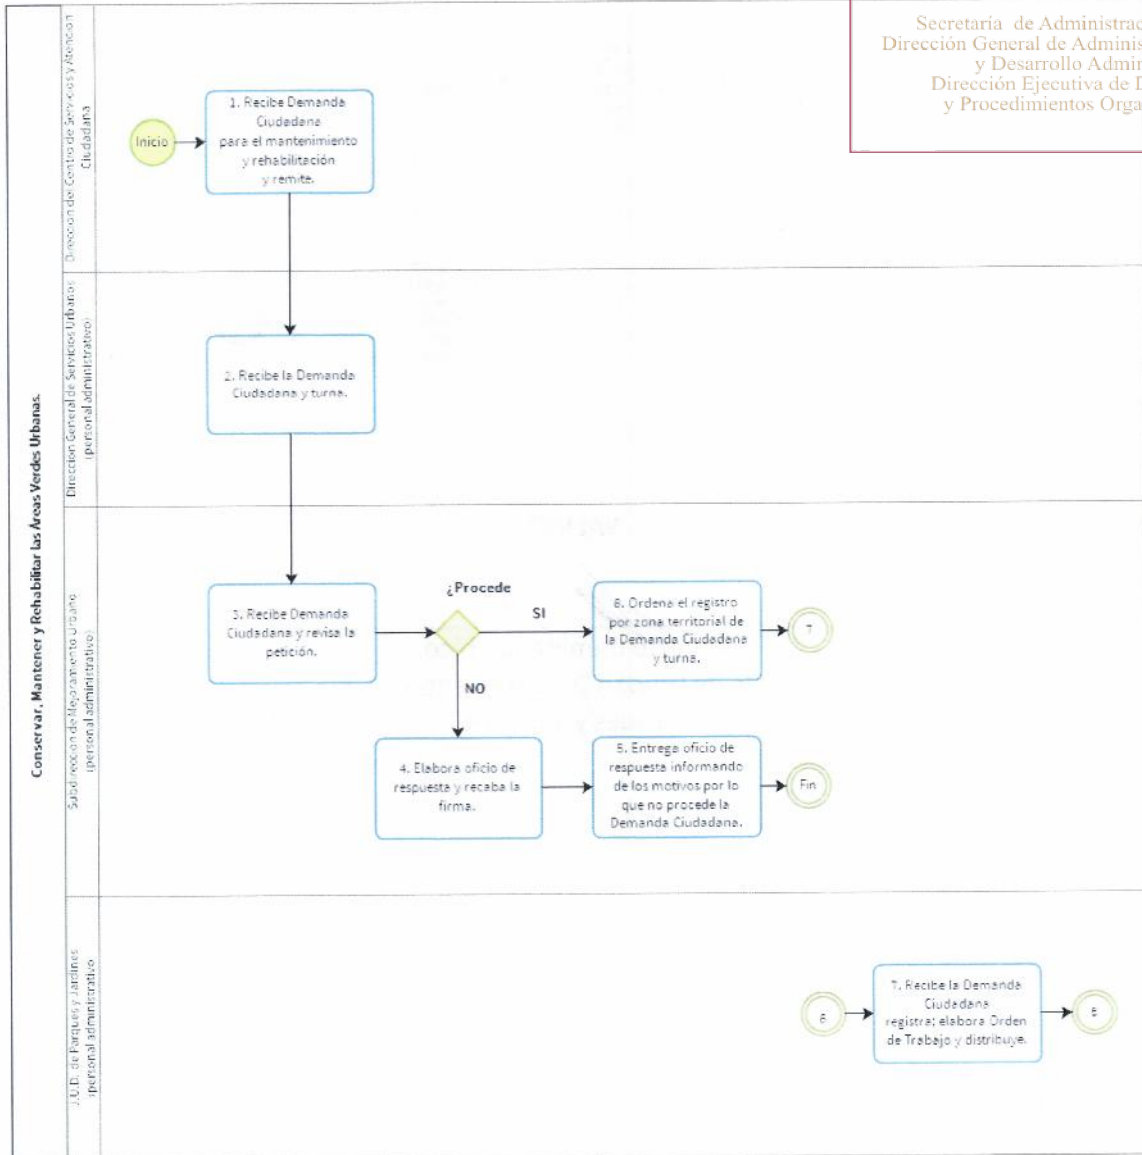 Secretaría de Administrac
Dirección General de Adminis
y Desarrollo Admin
Dirección Ejecutiva de D
y Procedimientos Orga
Conservar, Mantener y Rehabilitar las Áreas Verdes Urbanas.
Dirección del Centro de Servicios y Atención
Ciudadana
Inicio
1. Recibe Demanda
Ciudadana
para el mantenimiento
y rehabilitación
y remite.
Dirección General de Servicios Urbanos
(personal administrativo)
2. Recibe la Demanda
Ciudadana y turna.
Subdirección de Mejoramiento Urbano
(personal administrativo)
3. Recibe Demanda
Ciudadana y revisa la
petición.
¿Procede
SI
NO
6. Ordena el registro
por zona territorial de
la Demanda Ciudadana
y turna.
7
4. Elabora oficio de
respuesta y recaba la
firma.
5. Entrega oficio de
respuesta informando
de los motivos por lo
que no procede la
Demanda Ciudadana.
Fin
J.U.D. de Parques y Jardines
(personal administrativo
6
7. Recibe la Demanda
Ciudadana
registra; elabora Orden
de Trabajo y distribuye.